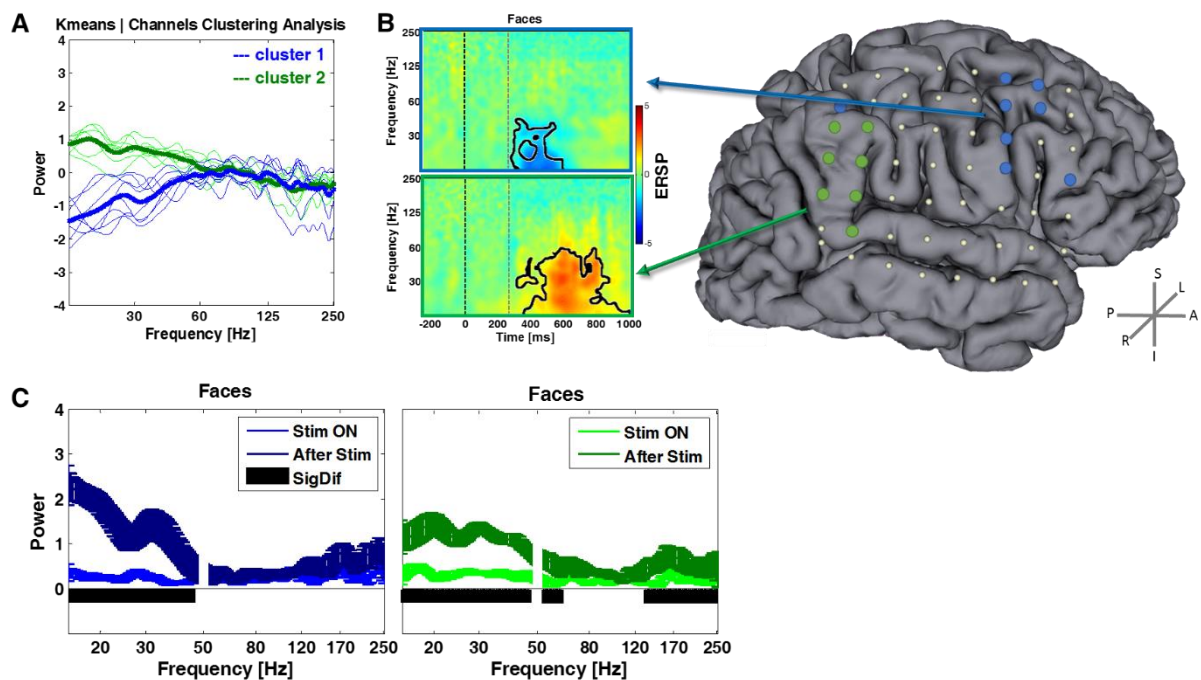 A
Kmeans | Channels Clustering Analysis
4
3
2
1
0
-1
-2
-3
-4
Power
--- cluster 1
--- cluster 2
30 60 125 250
Frequency [Hz]
B
Faces
250
125
60
30
Frequency [Hz]
250
125
60
30
Frequency [Hz]
-200 0 200 400 600 800 1000
Time [ms]
5
0
-5
ERSP
S
L
P
A
R
I
C
Faces
4
3
2
1
0
Power
Stim ON
After Stim
SigDif
20 30 50 80 120 170 250
Frequency [Hz]
Faces
Stim ON
After Stim
20 30 50 80 120 170 250
Frequency [Hz]